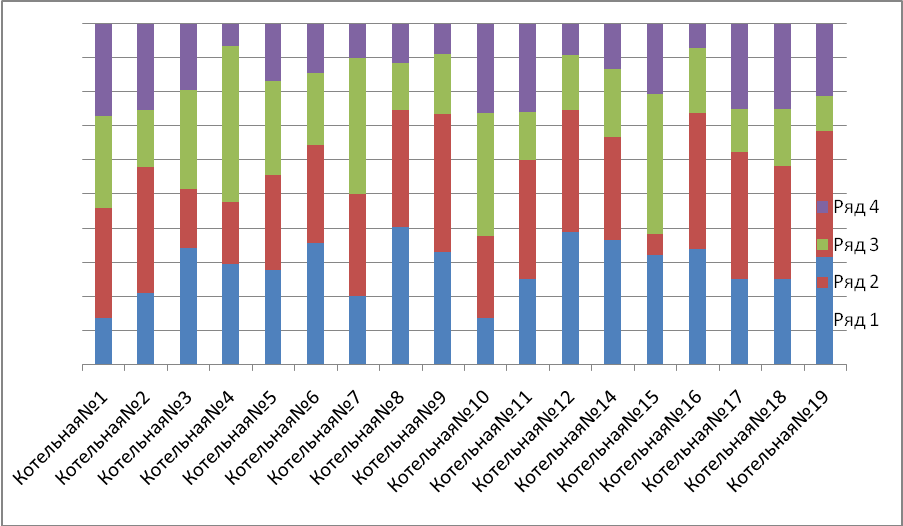 Ряд 4
Ряд 3
Ряд 2
Ряд 1
Котельная№1
Котельная№2
Котельная№3
Котельная№4
Котельная№5
Котельная№6
Котельная№7
Котельная№8
Котельная№9
Котельная№10
Котельная№11
Котельная№12
Котельная№14
Котельная№15
Котельная№16
Котельная№17
Котельная№18
Котельная№19